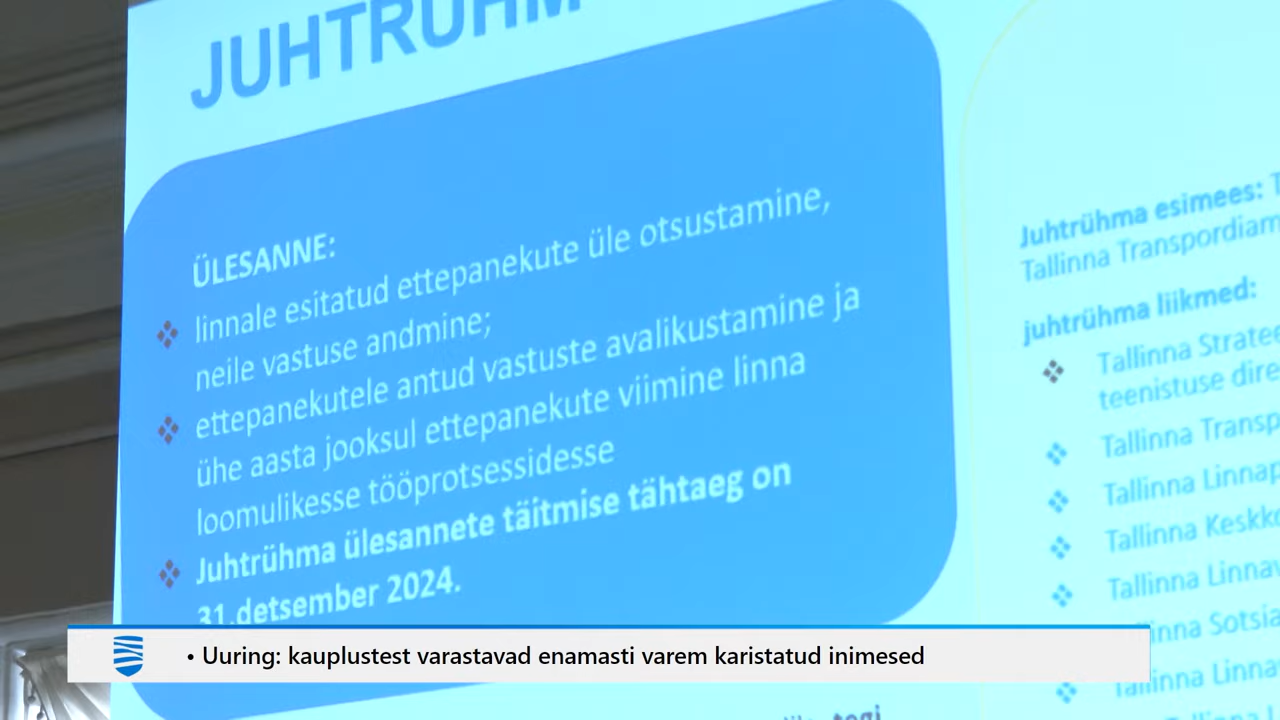 JUHTRÜHM
ÜLESANNE:
linnale esitatud ettepanekute üle otsustamine,
neile vastuse andmine;
ettepanekutele antud vastuste avalikustamine ja
ühe aasta jooksul ettepanekute viimine linna
loomulikesse tööprotsessidesse
Juhtrühma ülesannete täitmise tähtaeg on
31.detsember 2024.
Juhtrühma esimees: T
Tallinna Transpordiam
juhtrühma liikmed:
Tallinna Stratee
teenistuse dire
Tallinna Transp
Tallinna Linnap
Tallinna Keskko
Tallinna Linnav
inna Sotsia
Tallinna Linna
• Uuring: kauplustest varastavad enamasti varem karistatud inimesed